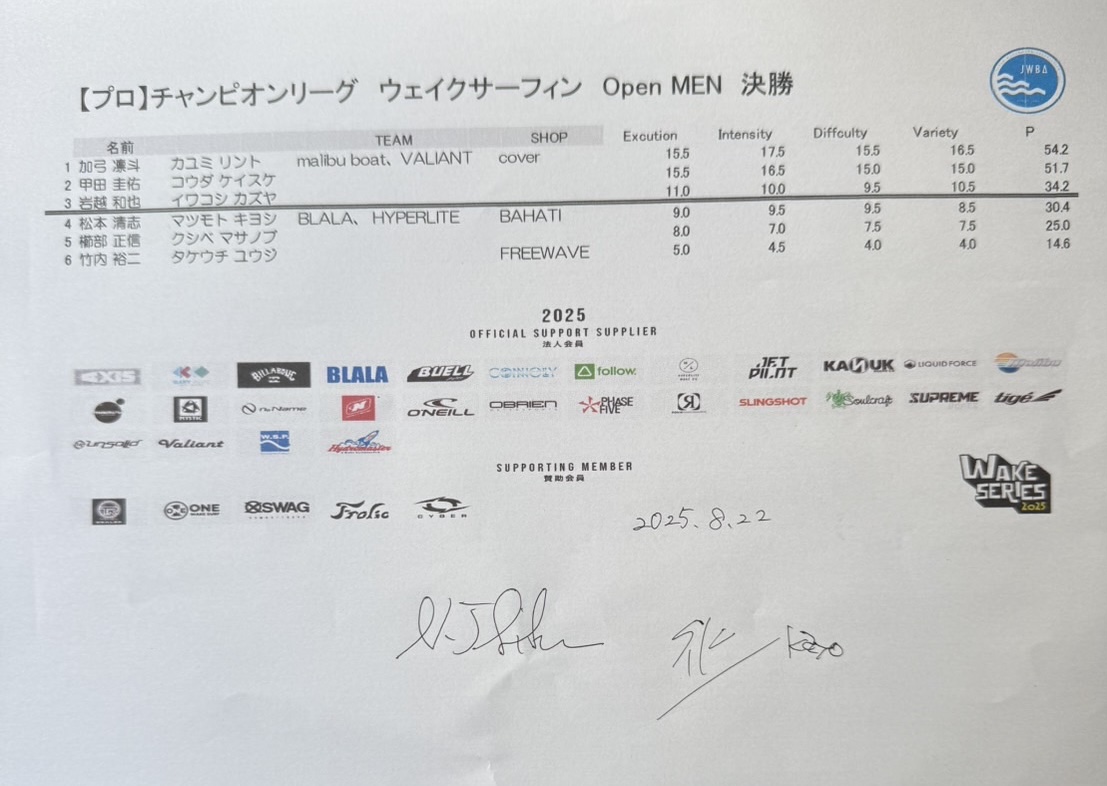 【プロ】チャンピオンリーグ ウェイクサーフィン Open MEN 決勝
JWBA
名前 TEAM SHOP Excution Intensity Diffculty Variety P
1 加弓 凛斗 カユミ リント malibu boat、VALIANT cover 15.5 17.5 15.5 16.5 54.2
2 甲田 圭佑 コウダ ケイスケ 15.5 16.5 15.0 15.0 51.7
3 岩越 和也 イワコシ カズヤ 11.0 10.0 9.5 10.5 34.2
4 松本 清志 マツモト キヨシ BLALA、HYPERLITE BAHATI 9.0 9.5 9.5 8.5 30.4
5 櫛部 正信 クシベ マサノブ 8.0 7.0 7.5 7.5 25.0
6 竹内 裕二 タケウチ ユウジ FREEWAVE 5.0 4.5 4.0 4.0 14.6
2025
OFFICIAL SUPPORT SUPPLIER
法人会員
4XIS BILLABONG BLALA BUELL CONNELLY follow. JETPILOT KANUK LIQUID FORCE Malibu
nuName O'NEILL OBRIEN PHASE FIVE SLINGSHOT Soulcraft SUPREME tigé
unsalid Valiant W.S.P. Hydromaster
SUPPORTING MEMBER
賛助会員
ONE SWAG Frolic CYBER
WAKE SERIES 2025
2025.8.22